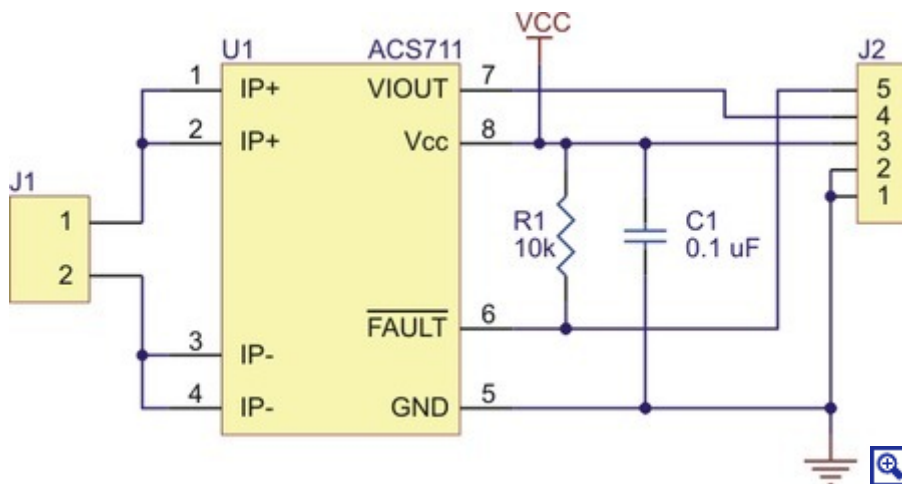 VCC
U1
ACS711
J2
1
IP+
VIOUT
7
5
4
2
IP+
Vcc
8
3
2
1
J1
1
2
R1
10k
C1
0.1 uF
FAULT
6
3
IP-
4
IP-
GND
5